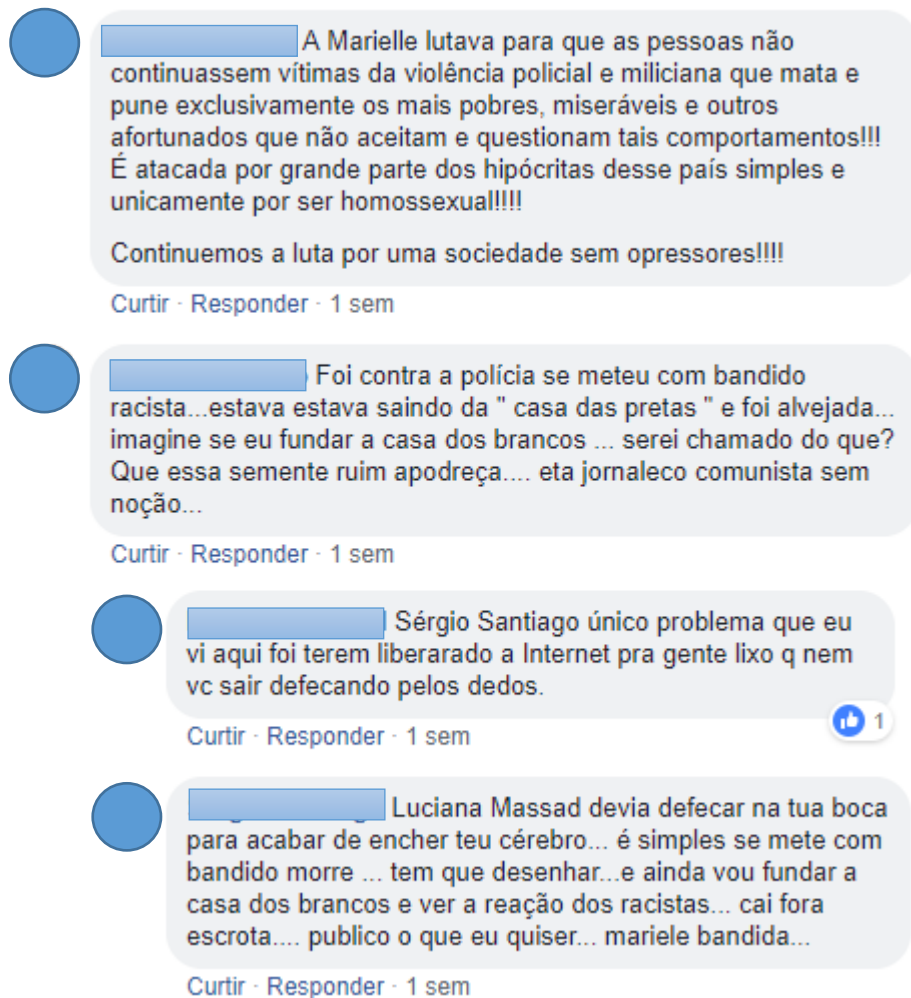 A Marielle lutava para que as pessoas não
continuassem vítimas da violência policial e miliciana que mata e
pune exclusivamente os mais pobres, miseráveis e outros
afortunados que não aceitam e questionam tais comportamentos!!!
É atacada por grande parte dos hipócritas desse país simples e
unicamente por ser homossexual!!!!
Continuemos a luta por uma sociedade sem opressores!!!!
Curtir · Responder · 1 sem
Foi contra a polícia se meteu com bandido
racista...estava estava saindo da " casa das pretas " e foi alvejada...
imagine se eu fundar a casa dos brancos ... serei chamado do que?
Que essa semente ruim apodreça.... eta jornaleco comunista sem
noção...
Curtir · Responder · 1 sem
Sérgio Santiago único problema que eu
vi aqui foi terem liberarado a Internet pra gente lixo q nem
vc sair defecando pelos dedos.
1
Curtir · Responder · 1 sem
Luciana Massad devia defecar na tua boca
para acabar de encher teu cérebro... é simples se mete com
bandido morre ... tem que desenhar...e ainda vou fundar a
casa dos brancos e ver a reação dos racistas... cai fora
escrota.... publico o que eu quiser... mariele bandida...
Curtir · Responder · 1 sem